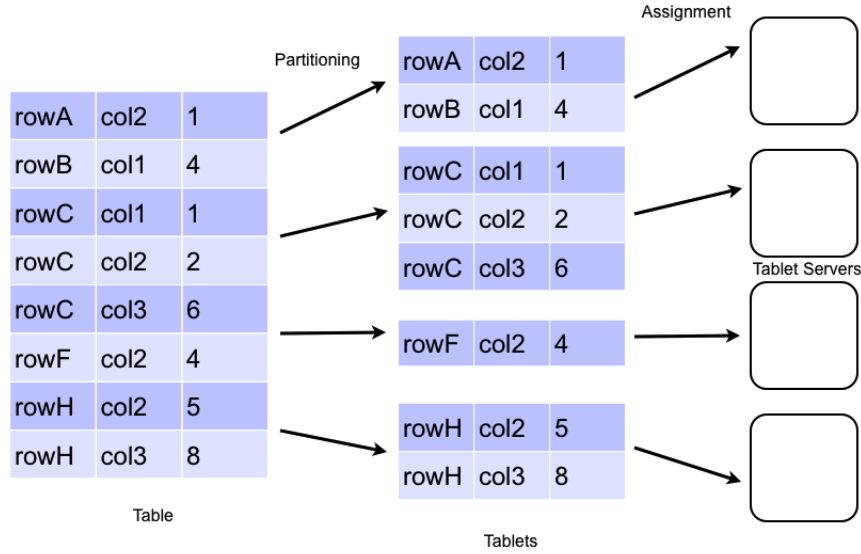 Assignment
Partitioning
rowA col2 1
rowB col1 4
rowC col1 1
rowC col2 2
rowC col3 6
rowF col2 4
rowH col2 5
rowH col3 8
Table
rowA col2 1
rowB col1 4
rowC col1 1
rowC col2 2
rowC col3 6
rowF col2 4
rowH col2 5
rowH col3 8
Tablets
Tablet Servers